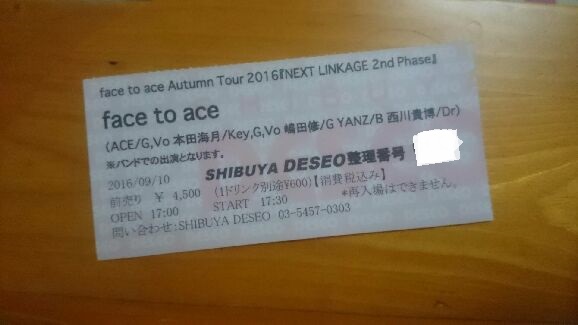 face to ace Autumn Tour 2016『NEXT LINKAGE 2nd Phase』
face to ace
(ACE/G,Vo 本田海月/Key,G,Vo 嶋田修/G YANZ/B 西川貴博/Dr)
※バンドでの出演となります。
SHIBUYA DESEO整理番号
2016/09/10
前売り ￥ 4,500 (1ドリンク別途¥600)【消費税込み】
OPEN 17:00 START 17:30 *再入場はできません。
問い合わせ:SHIBUYA DESEO 03-5457-0303